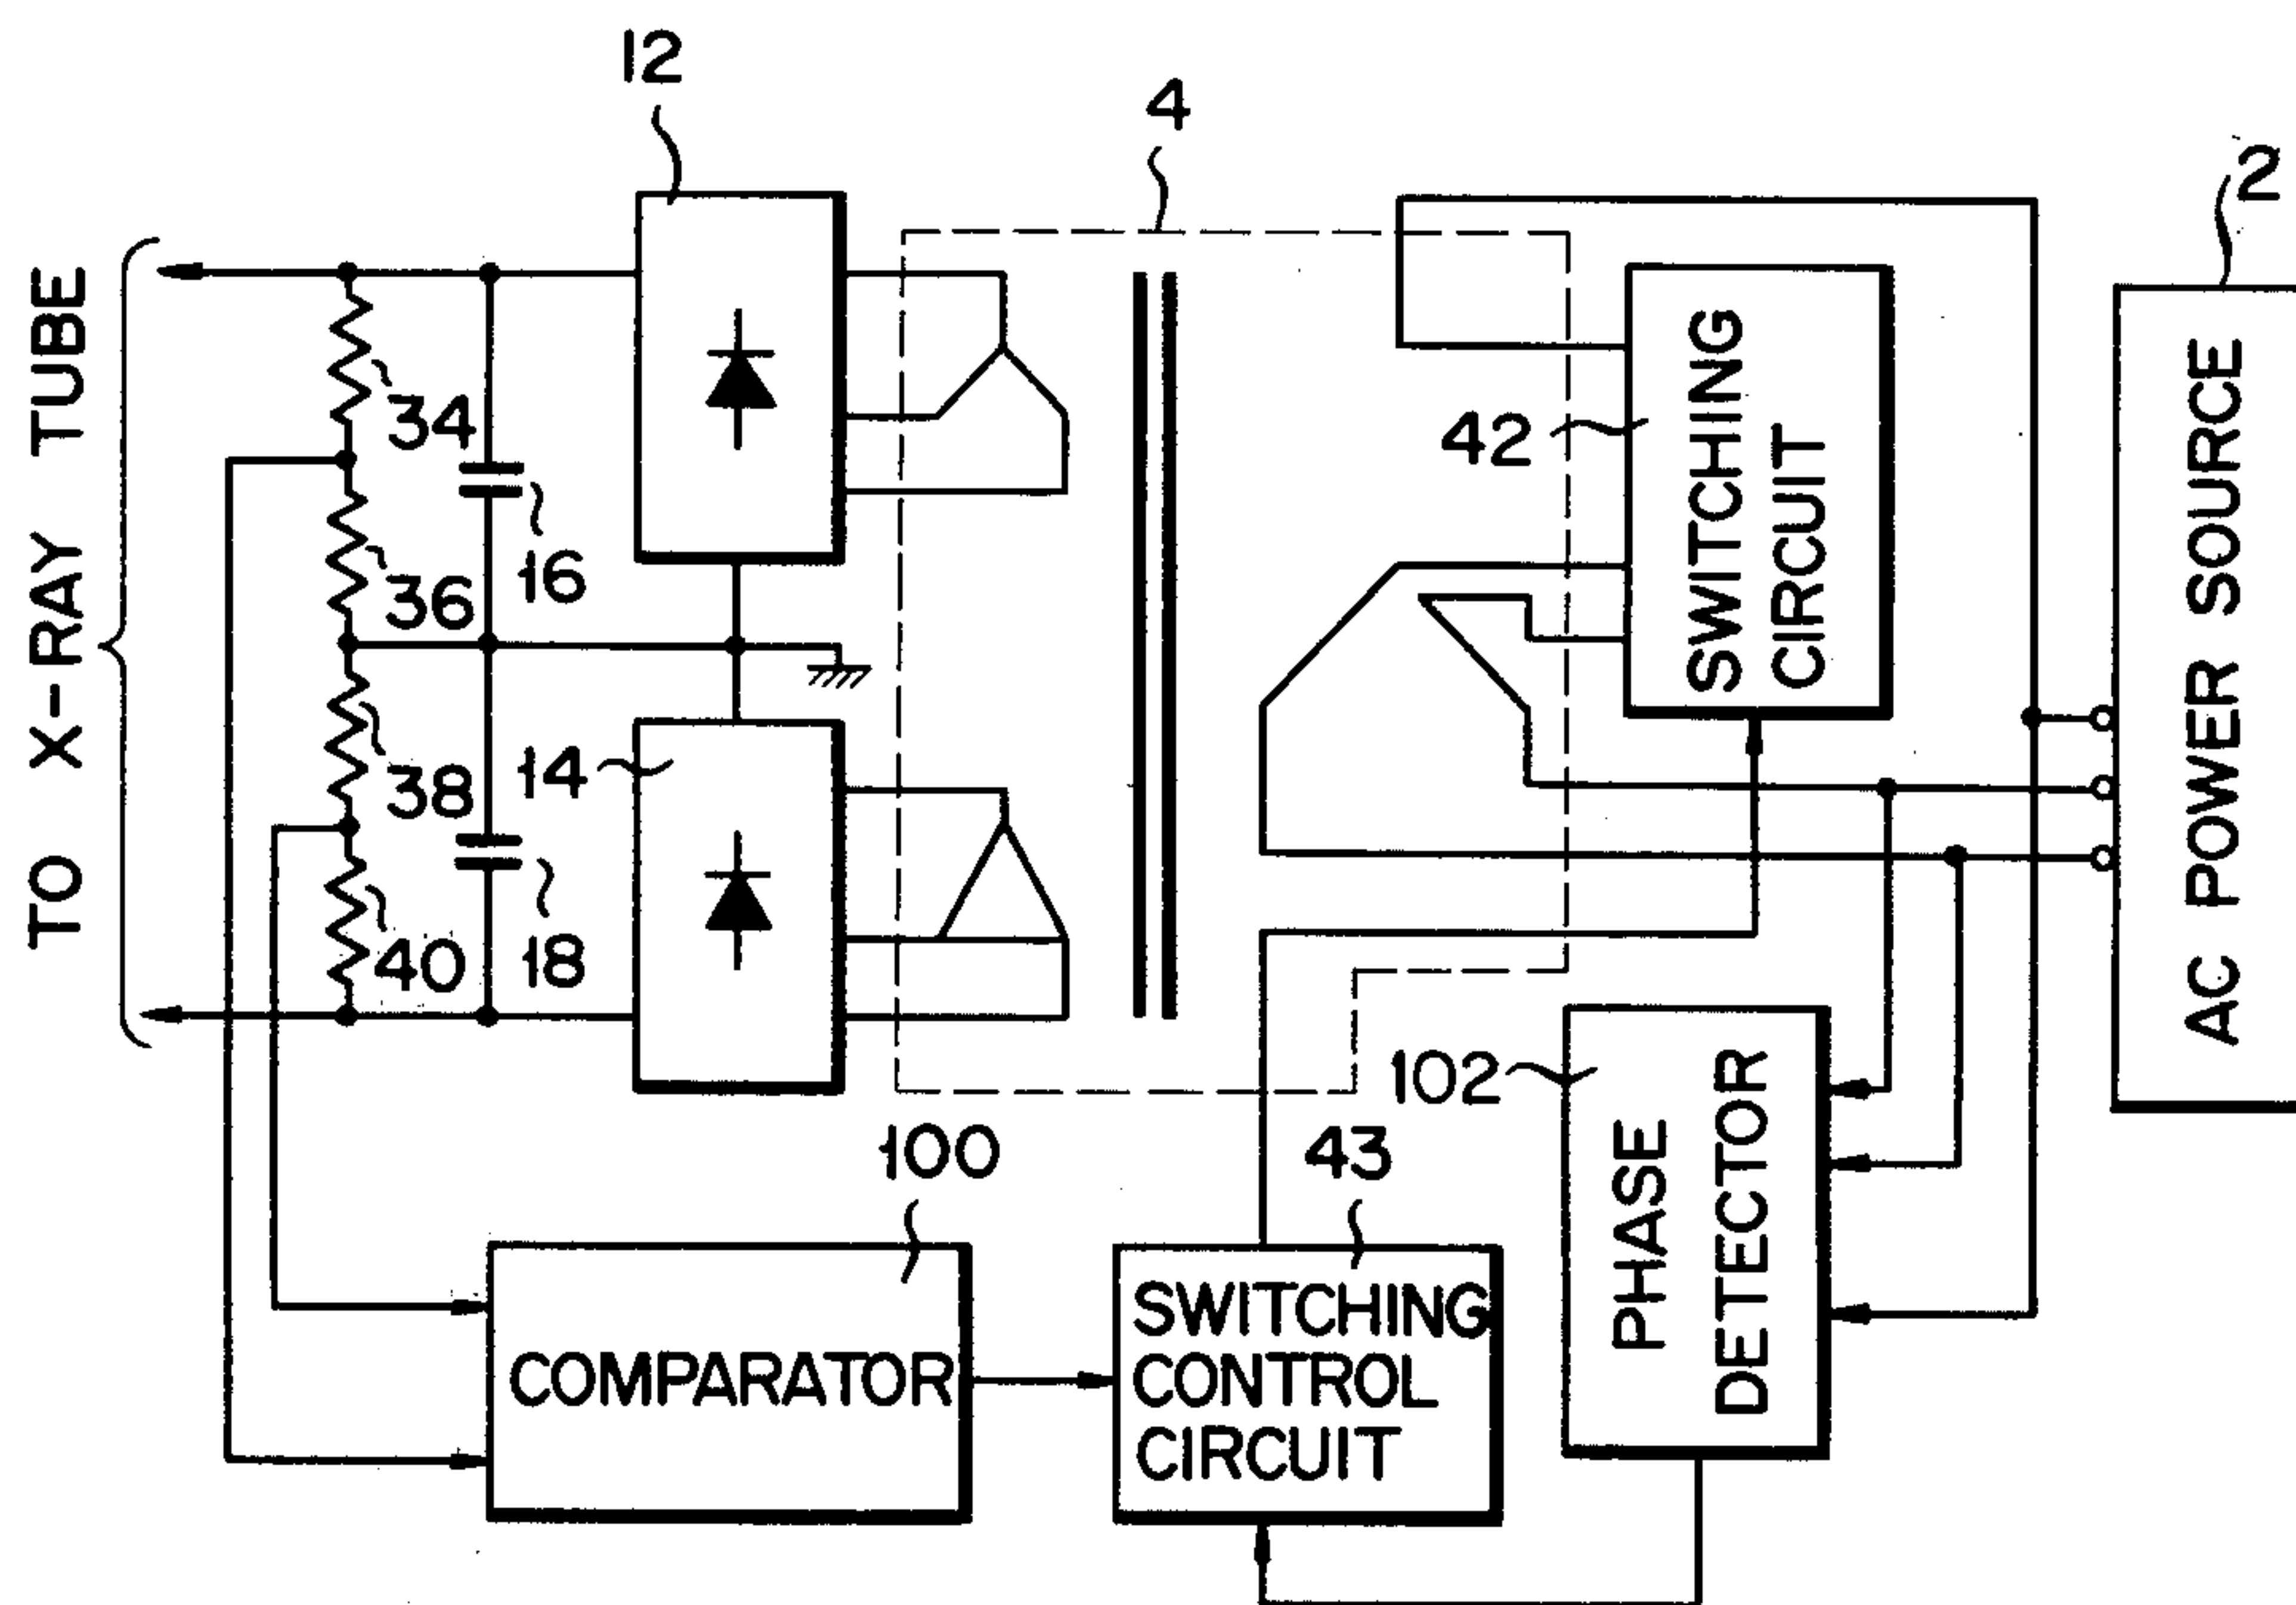 12
4
2
TO X-RAY TUBE
34
36
16
38
14
40
18
42
SWITCHING
CIRCUIT
AC POWER SOURCE
102
PHASE
DETECTOR
100
43
COMPARATOR
SWITCHING
CONTROL
CIRCUIT